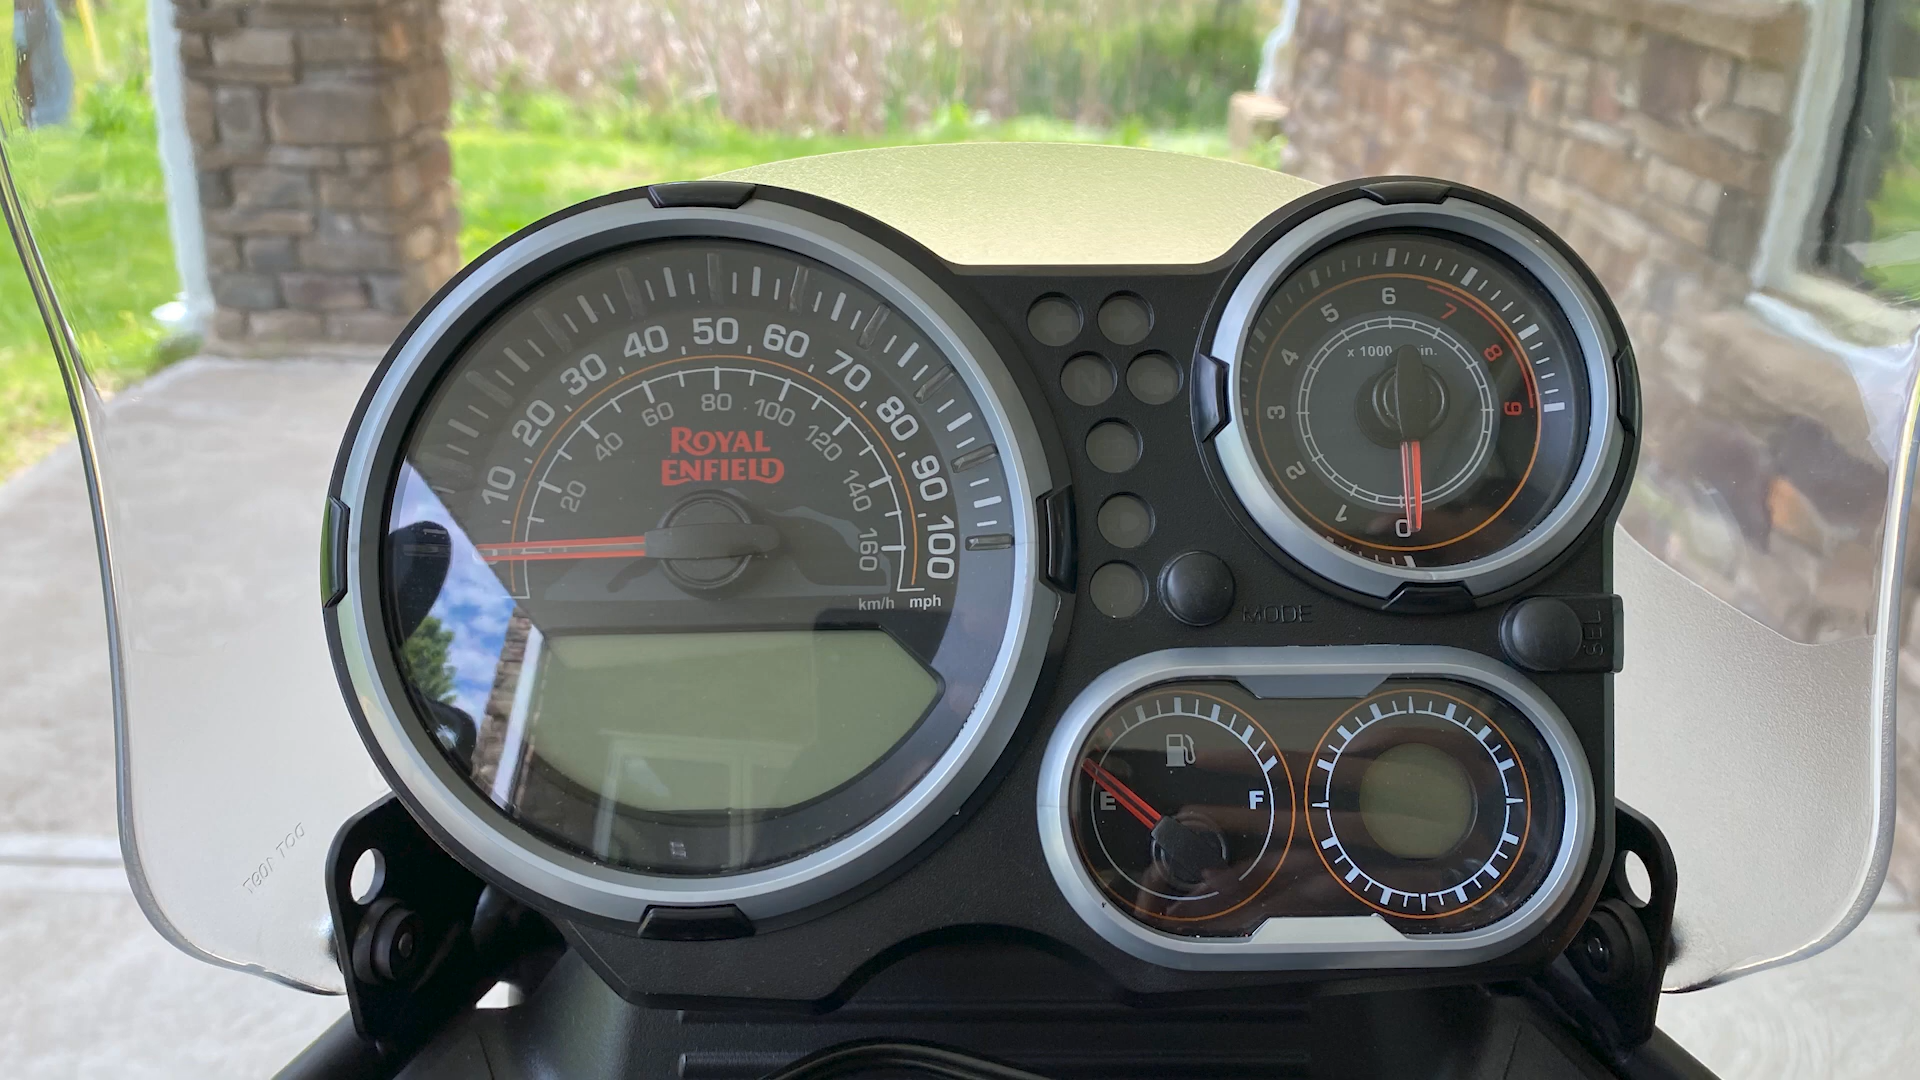 10 20 30 40 50 60 70 80 90 100
20 40 60 80 100 120 140 160
ROYAL
ENFIELD
km/h mph
0 1 2 3 4 5 6 7 8 9
x 1000 in.
MODE
SEL
E F